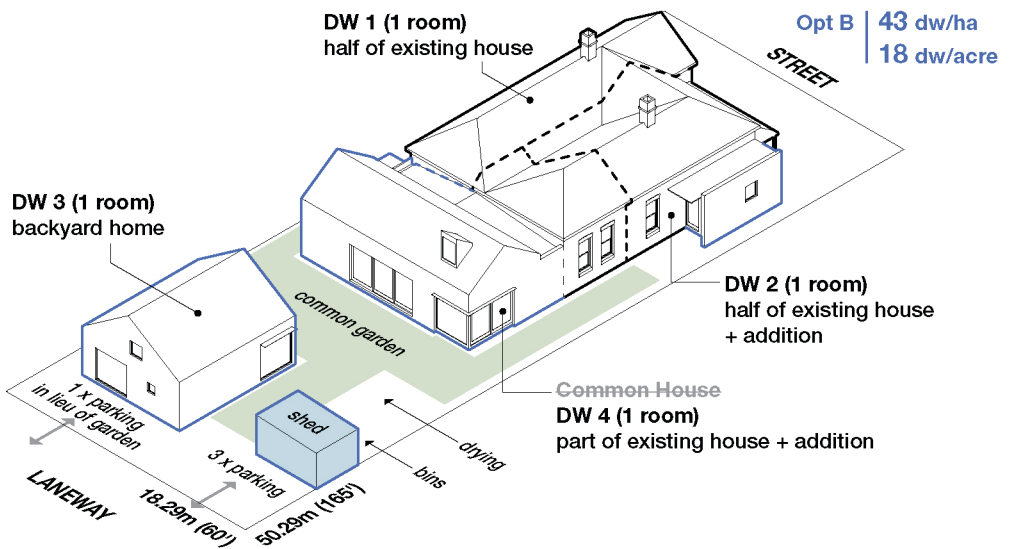 DW 1 (1 room)
half of existing house
Opt B
43 dw/ha
18 dw/acre
STREET
DW 3 (1 room)
backyard home
common garden
DW 2 (1 room)
half of existing house
+ addition
Common House
DW 4 (1 room)
part of existing house + addition
1 x parking
in lieu of garden
shed
drying
bins
3 x parking
LANEWAY
18.29m (60')
50.29m (165')